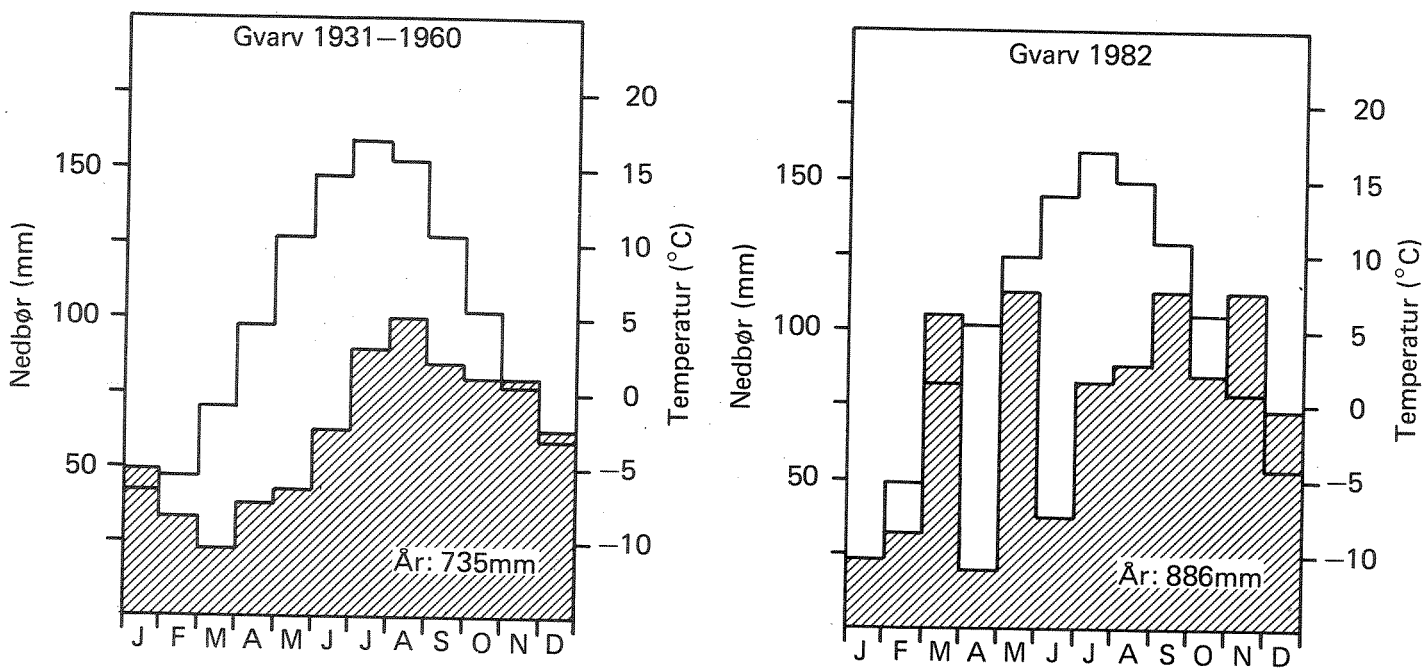 Gvarv 1931–1960
Nedbør (mm)
150
100
50
20
15
10
5
0
−5
−10
Temperatur (°C)
År: 735mm
J F M A M J J A S O N D
Gvarv 1982
Nedbør (mm)
150
100
50
20
15
10
5
0
−5
−10
Temperatur (°C)
År: 886mm
J F M A M J J A S O N D